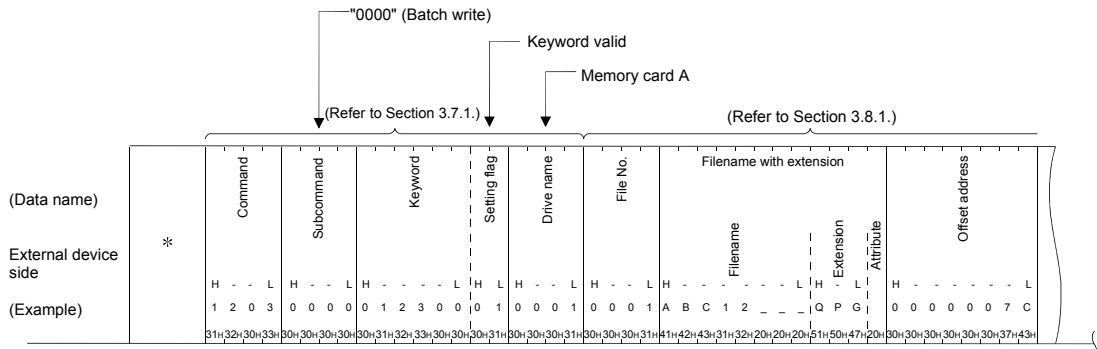 "0000" (Batch write)
Keyword valid
Memory card A
(Refer to Section 3.7.1.) (Refer to Section 3.8.1.)
(Data name)
External device
side
(Example)
*
Command
Subcommand
Keyword
Setting flag
Drive name
File No.
Filename with extension
Filename
Extension
Attribute
Offset address
H - - L H - - L H - - - - L H L H - - L H - - L H - - - - - - L H - L H - - - - - - L
1 2 0 3 0 0 0 0 0 1 2 3 0 0 0 1 0 0 0 1 0 0 0 1 A B C 1 2 _ _ _ Q P G 0 0 0 0 0 0 7 C
31H 32H 30H 33H 30H 30H 30H 30H 30H 31H 32H 33H 30H 30H 30H 31H 30H 30H 30H 31H 30H 30H 30H 31H 41H 42H 43H 31H 32H 20H 20H 20H 51H 50H 47H 20H 30H 30H 30H 30H 30H 30H 37H 43H